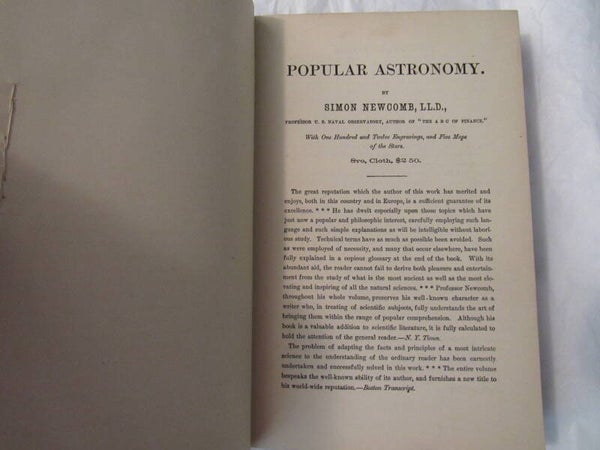 POPULAR ASTRONOMY.
BY
SIMON NEWCOMB, LL.D.,
PROFESSOR U. S. NAVAL OBSERVATORY, AUTHOR OF "THE A B C OF FINANCE."
With One Hundred and Twelve Engravings, and Five Maps
of the Stars.
8vo, Cloth, $2 50.
The great reputation which the author of this work has merited and
enjoys, both in this country and in Europe, is a sufficient guarantee of its
excellence. * * * He has dwelt especially upon those topics which have
just now a popular and philosophic interest, carefully employing such lan-
guage and such simple explanations as will be intelligible without labori-
ous study. Technical terms have as much as possible been avoided. Such
as were employed of necessity, and many that occur elsewhere, have been
fully explained in a copious glossary at the end of the book. With its
abundant aid, the reader cannot fail to derive both pleasure and entertain-
ment from the study of what is the most ancient as well as the most ele-
vating and inspiring of all the natural sciences. * * * Professor Newcomb,
throughout his whole volume, preserves his well-known character as a
writer who, in treating of scientific subjects, fully understands the art of
bringing them within the range of popular comprehension. Although his
book is a valuable addition to scientific literature, it is fully calculated to
hold the attention of the general reader.—N. Y. Times.
The problem of adapting the facts and principles of a most intricate
science to the understanding of the ordinary reader has been earnestly
undertaken and successfully solved in this work. * * * The entire volume
bespeaks the well-known ability of its author, and furnishes a new title to
his world-wide reputation.—Boston Transcript.